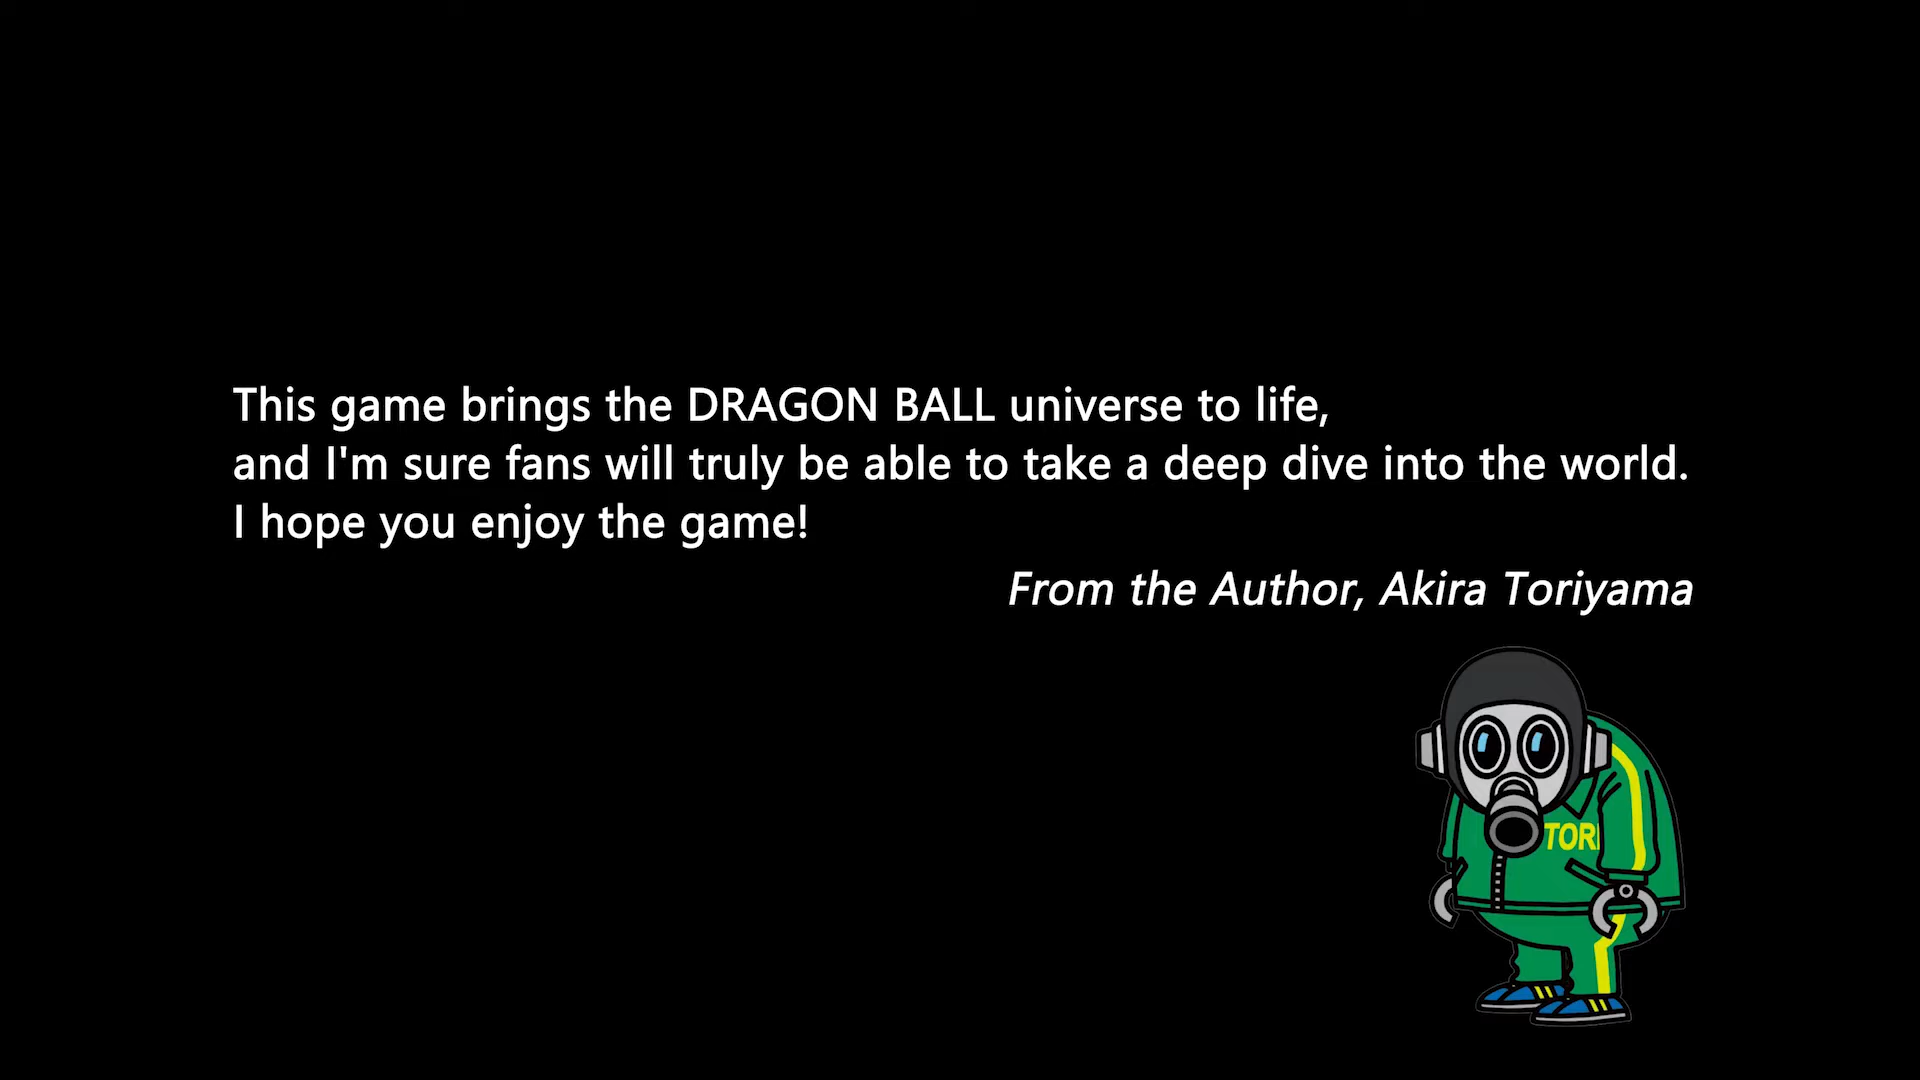 This game brings the DRAGON BALL universe to life,
and I'm sure fans will truly be able to take a deep dive into the world.
I hope you enjoy the game!
From the Author, Akira Toriyama
TORI